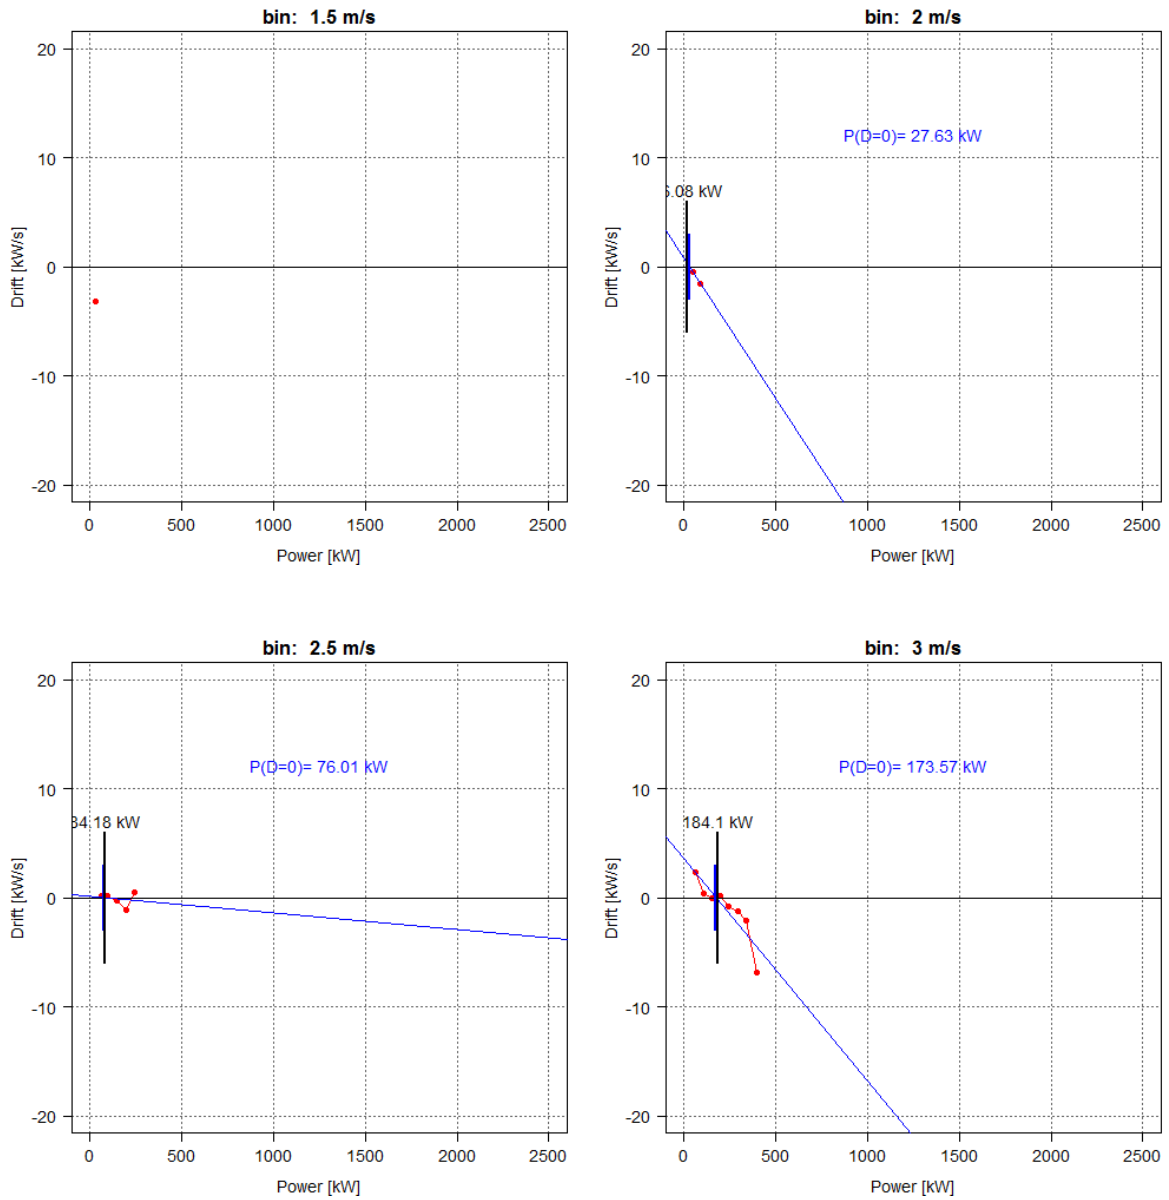 bin: 1.5 m/s
20
10
0
-10
-20
Drift [kW/s]
0 500 1000 1500 2000 2500
Power [kW]
bin: 2 m/s
P(D=0)= 27.63 kW
6.08 kW
20
10
0
-10
-20
Drift [kW/s]
0 500 1000 1500 2000 2500
Power [kW]
bin: 2.5 m/s
P(D=0)= 76.01 kW
84.18 kW
20
10
0
-10
-20
Drift [kW/s]
0 500 1000 1500 2000 2500
Power [kW]
bin: 3 m/s
P(D=0)= 173.57 kW
184.1 kW
20
10
0
-10
-20
Drift [kW/s]
0 500 1000 1500 2000 2500
Power [kW]